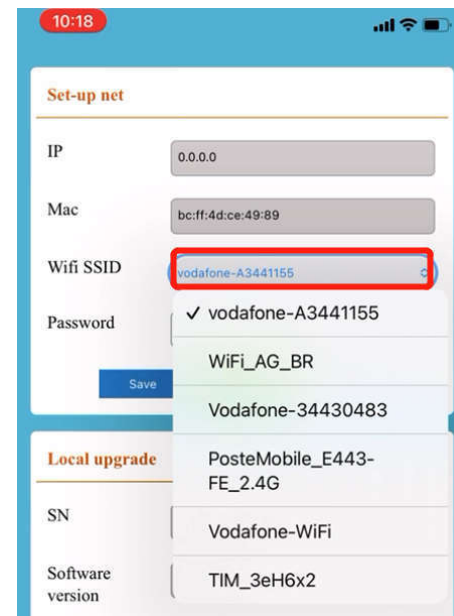 10:18
Set-up net
IP
0.0.0.0
Mac
bc:ff:4d:ce:49:89
Wifi SSID
vodafone-A3441155
Password
✓ vodafone-A3441155
WiFi_AG_BR
Save
Vodafone-34430483
Local upgrade
PosteMobile_E443-
FE_2.4G
SN
Vodafone-WiFi
Software
version
TIM_3eH6x2